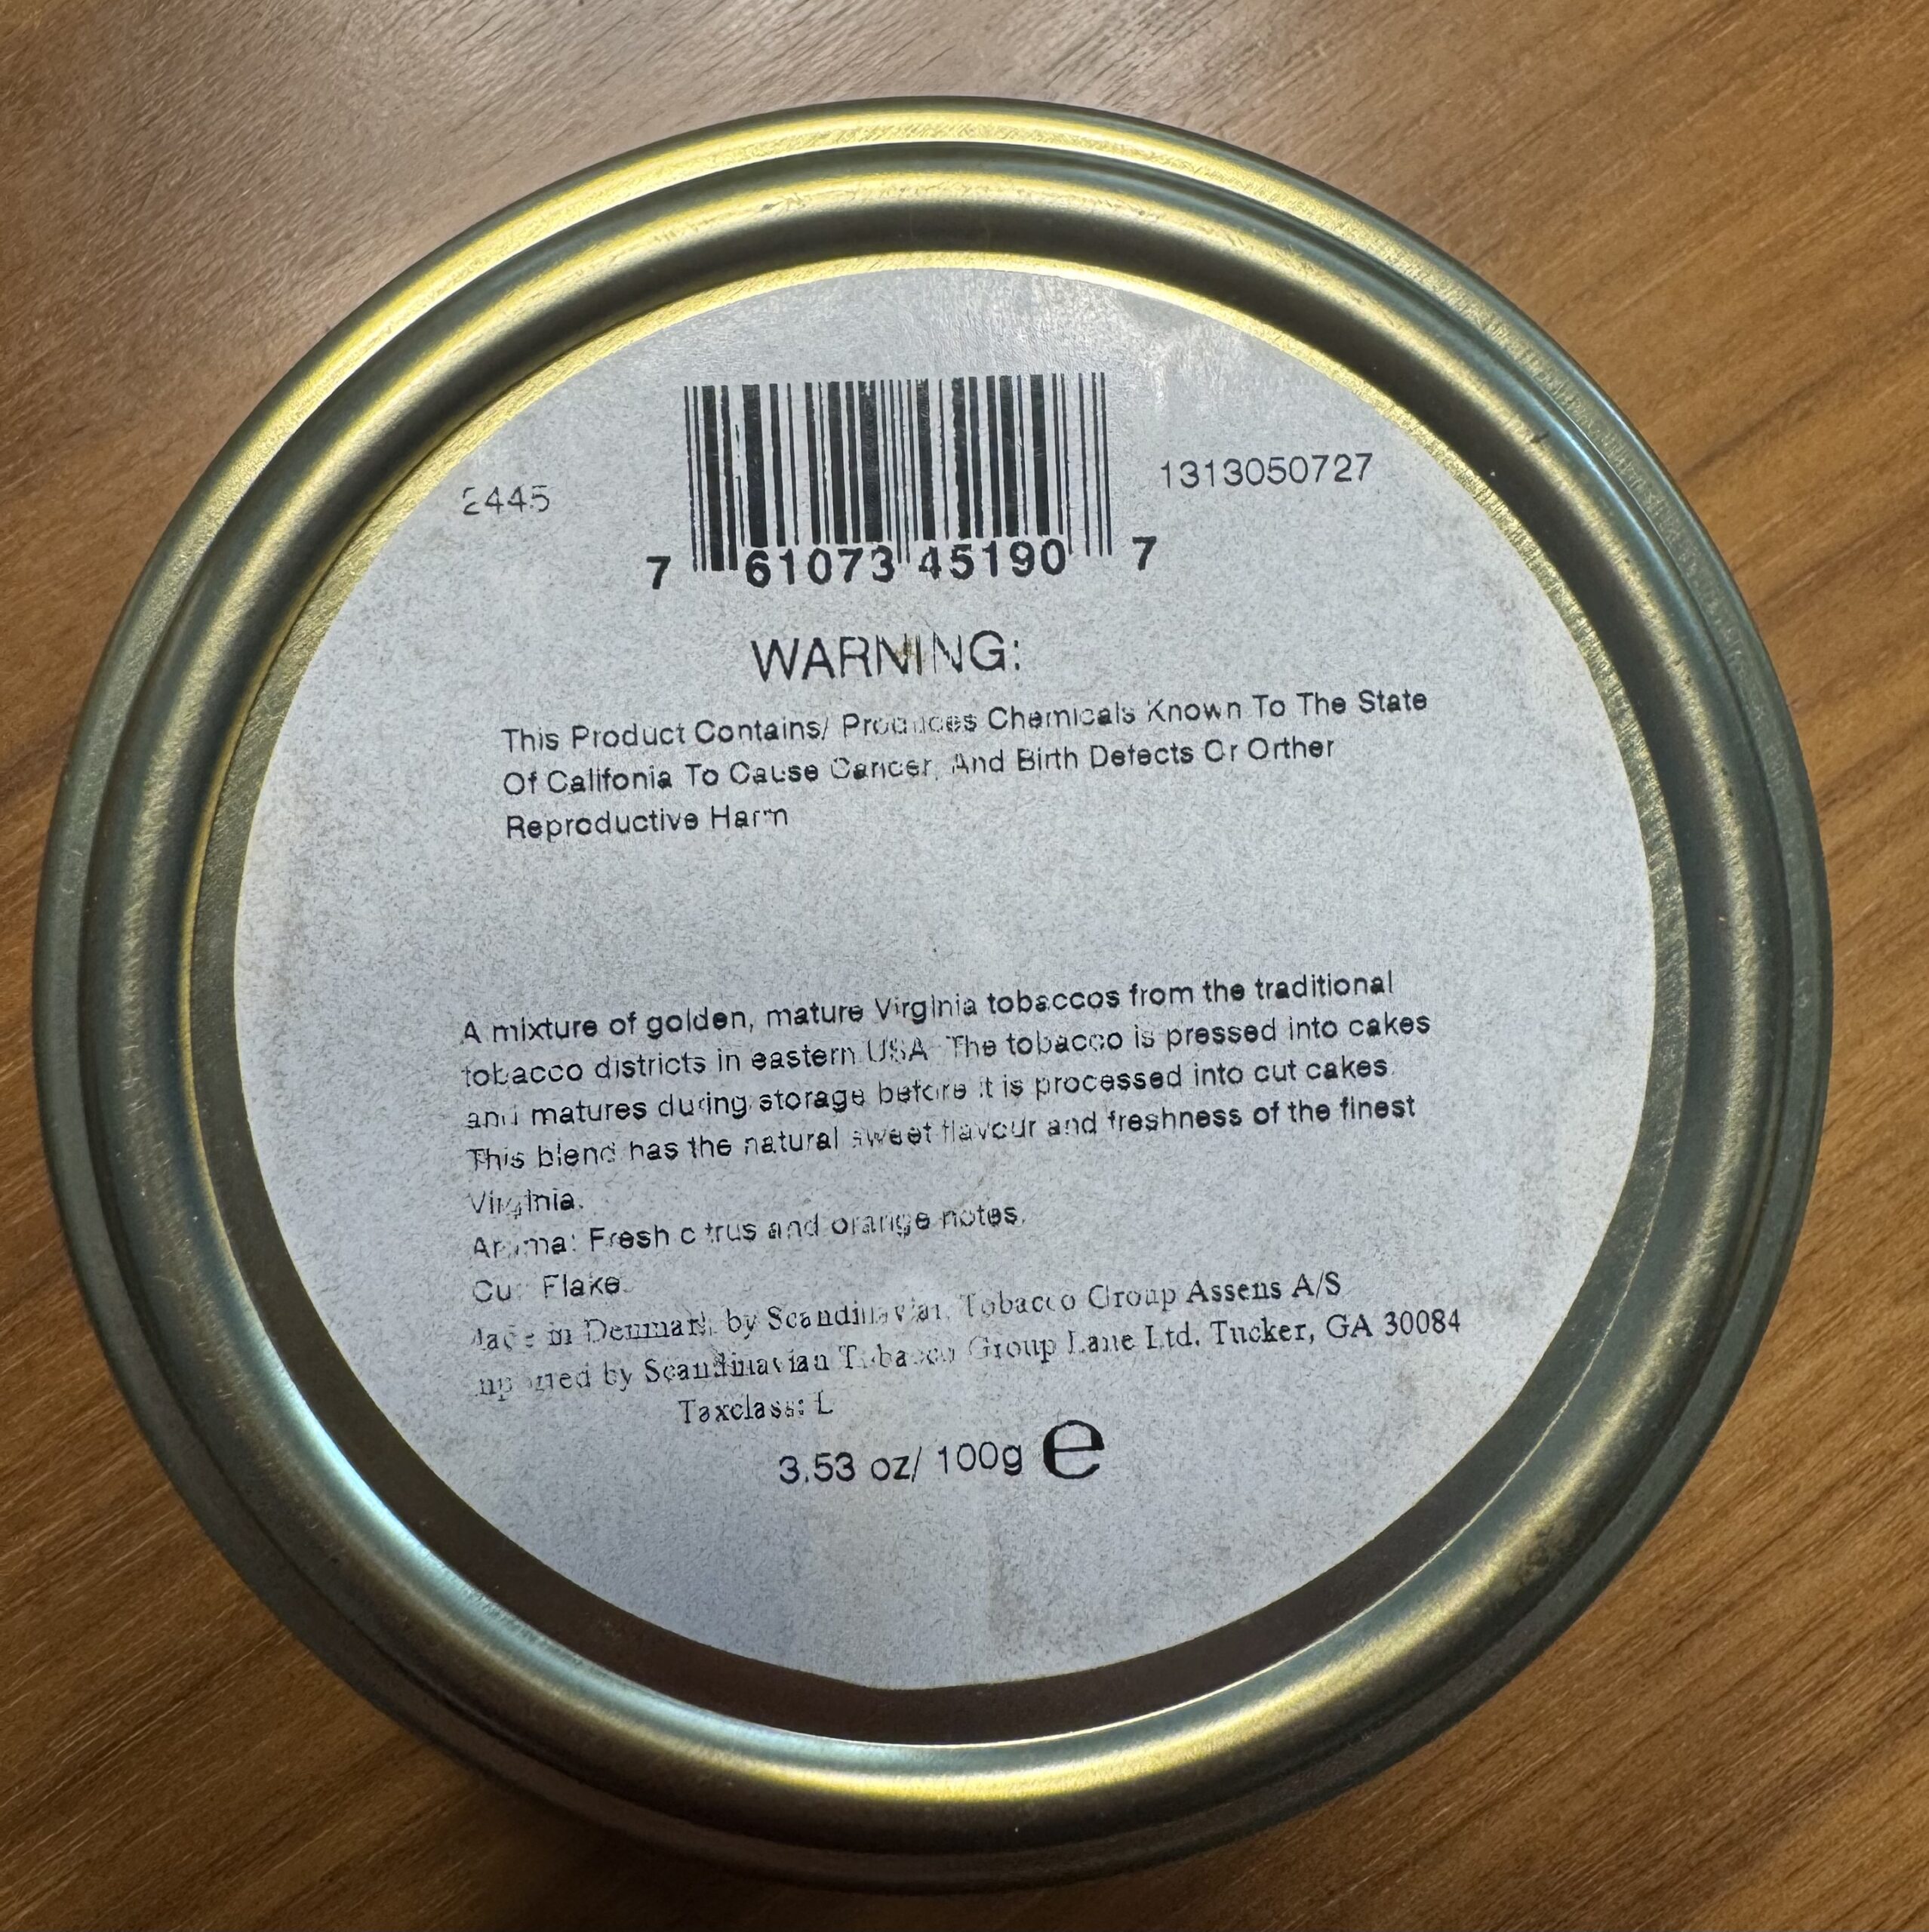 2445
1313050727
7 61073 45190 7
WARNING:
This Product Contains/ Produces Chemicals Known To The State
Of Califonia To Cause Cancer, And Birth Defects Or Orther
Reproductive Harm
A mixture of golden, mature Virginia tobaccos from the traditional
tobacco districts in eastern USA. The tobacco is pressed into cakes
and matures during storage before it is processed into cut cakes.
This blend has the natural sweet flavour and freshness of the finest
Virginia.
Aroma: Fresh citrus and orange notes.
Cut: Flake.
Made in Denmark by Scandinavian Tobacco Group Assens A/S
Imported by Scandinavian Tobacco Group Lane Ltd. Tucker, GA 30084
Taxclass: L
3.53 oz/ 100g e